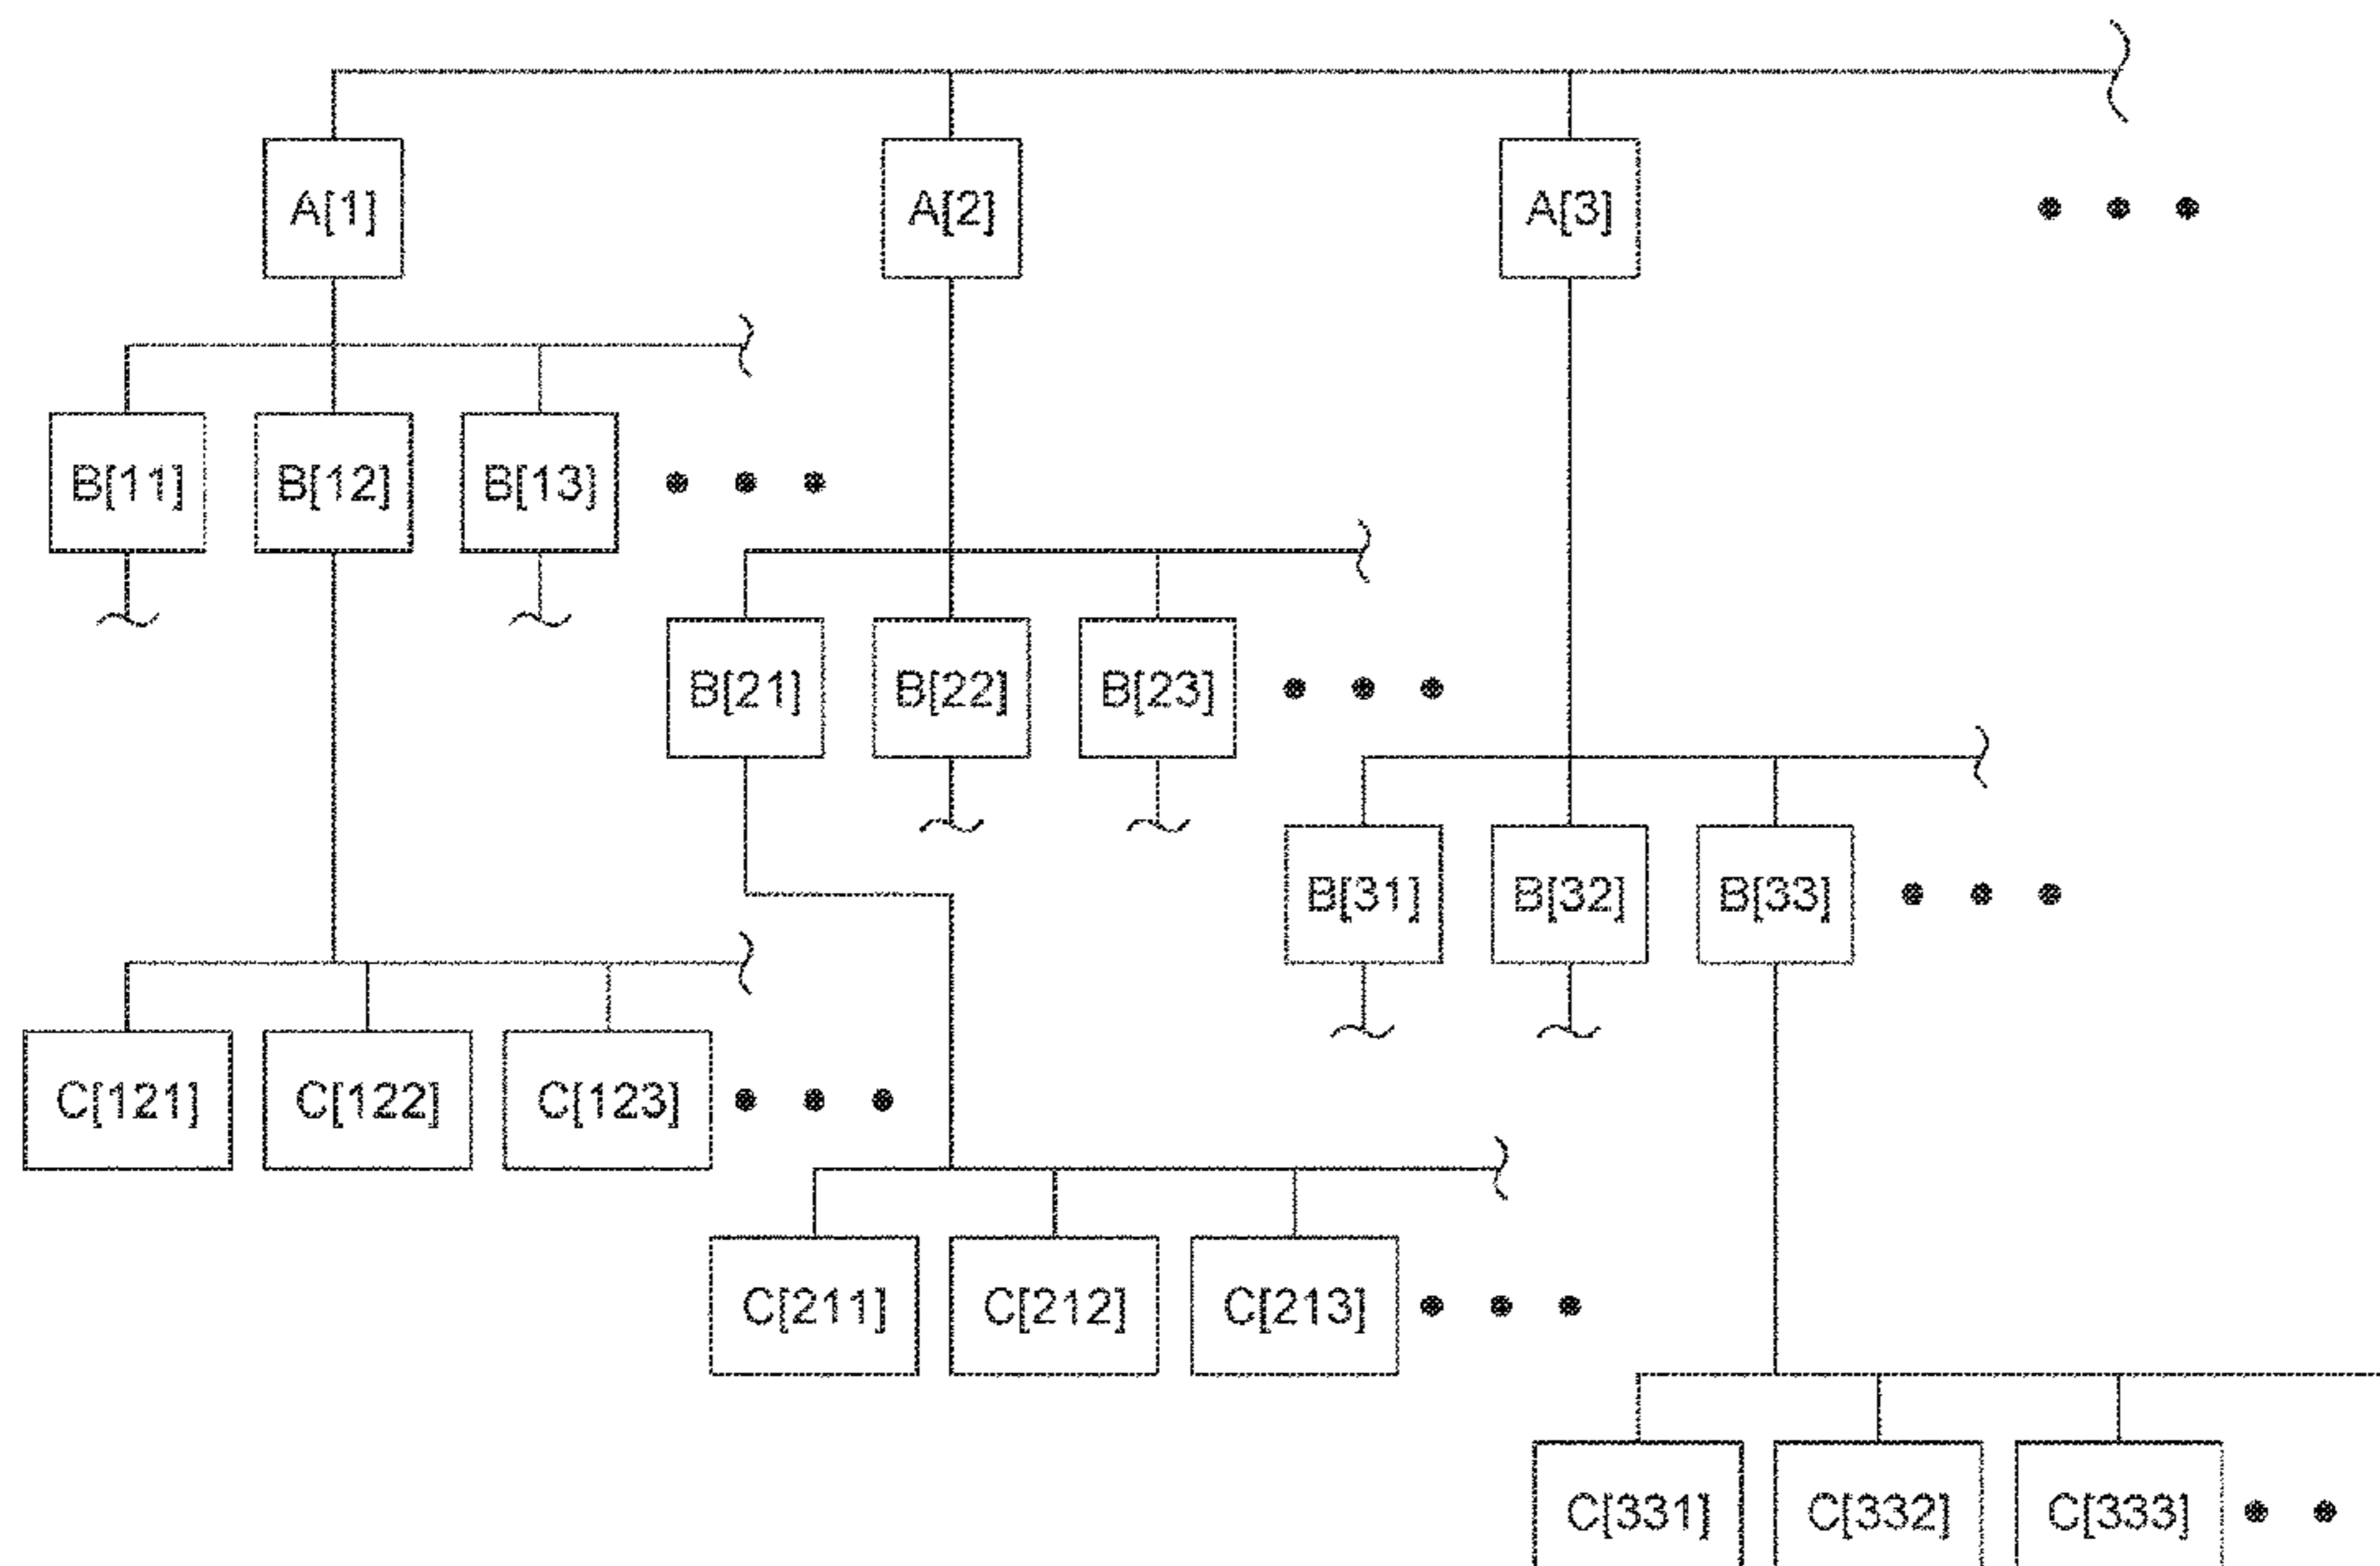 A[1] A[2] A[3]
B[11] B[12] B[13]
B[21] B[22] B[23]
B[31] B[32] B[33]
C[121] C[122] C[123]
C[211] C[212] C[213]
C[331] C[332] C[333]